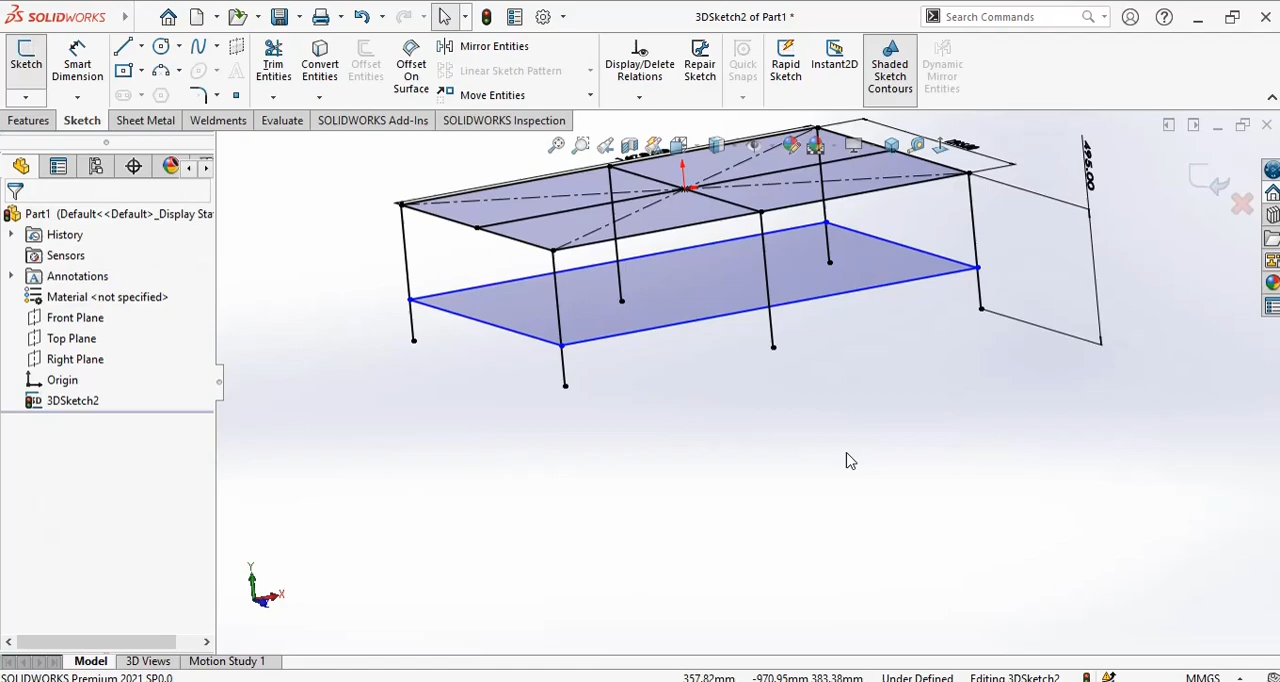 SOLIDWORKS
3DSketch2 of Part1 *
Search Commands
Sketch
Smart Dimension
Trim Entities
Convert Entities
Offset Entities
Offset On Surface
Mirror Entities
Linear Sketch Pattern
Move Entities
Display/Delete Relations
Repair Sketch
Quick Snaps
Rapid Sketch
Instant2D
Shaded Sketch Contours
Dynamic Mirror Entities
Features
Sketch
Sheet Metal
Weldments
Evaluate
SOLIDWORKS Add-Ins
SOLIDWORKS Inspection
Part1 (Default<<Default>_Display Sta
History
Sensors
Annotations
Material <not specified>
Front Plane
Top Plane
Right Plane
Origin
3D 3DSketch2
495.00
Y
X
Model
3D Views
Motion Study 1
SOLIDWORKS Premium 2021 SP0.0
357.82mm
-970.95mm 383.38mm
Under Defined
Editing 3DSketch2
MMGS